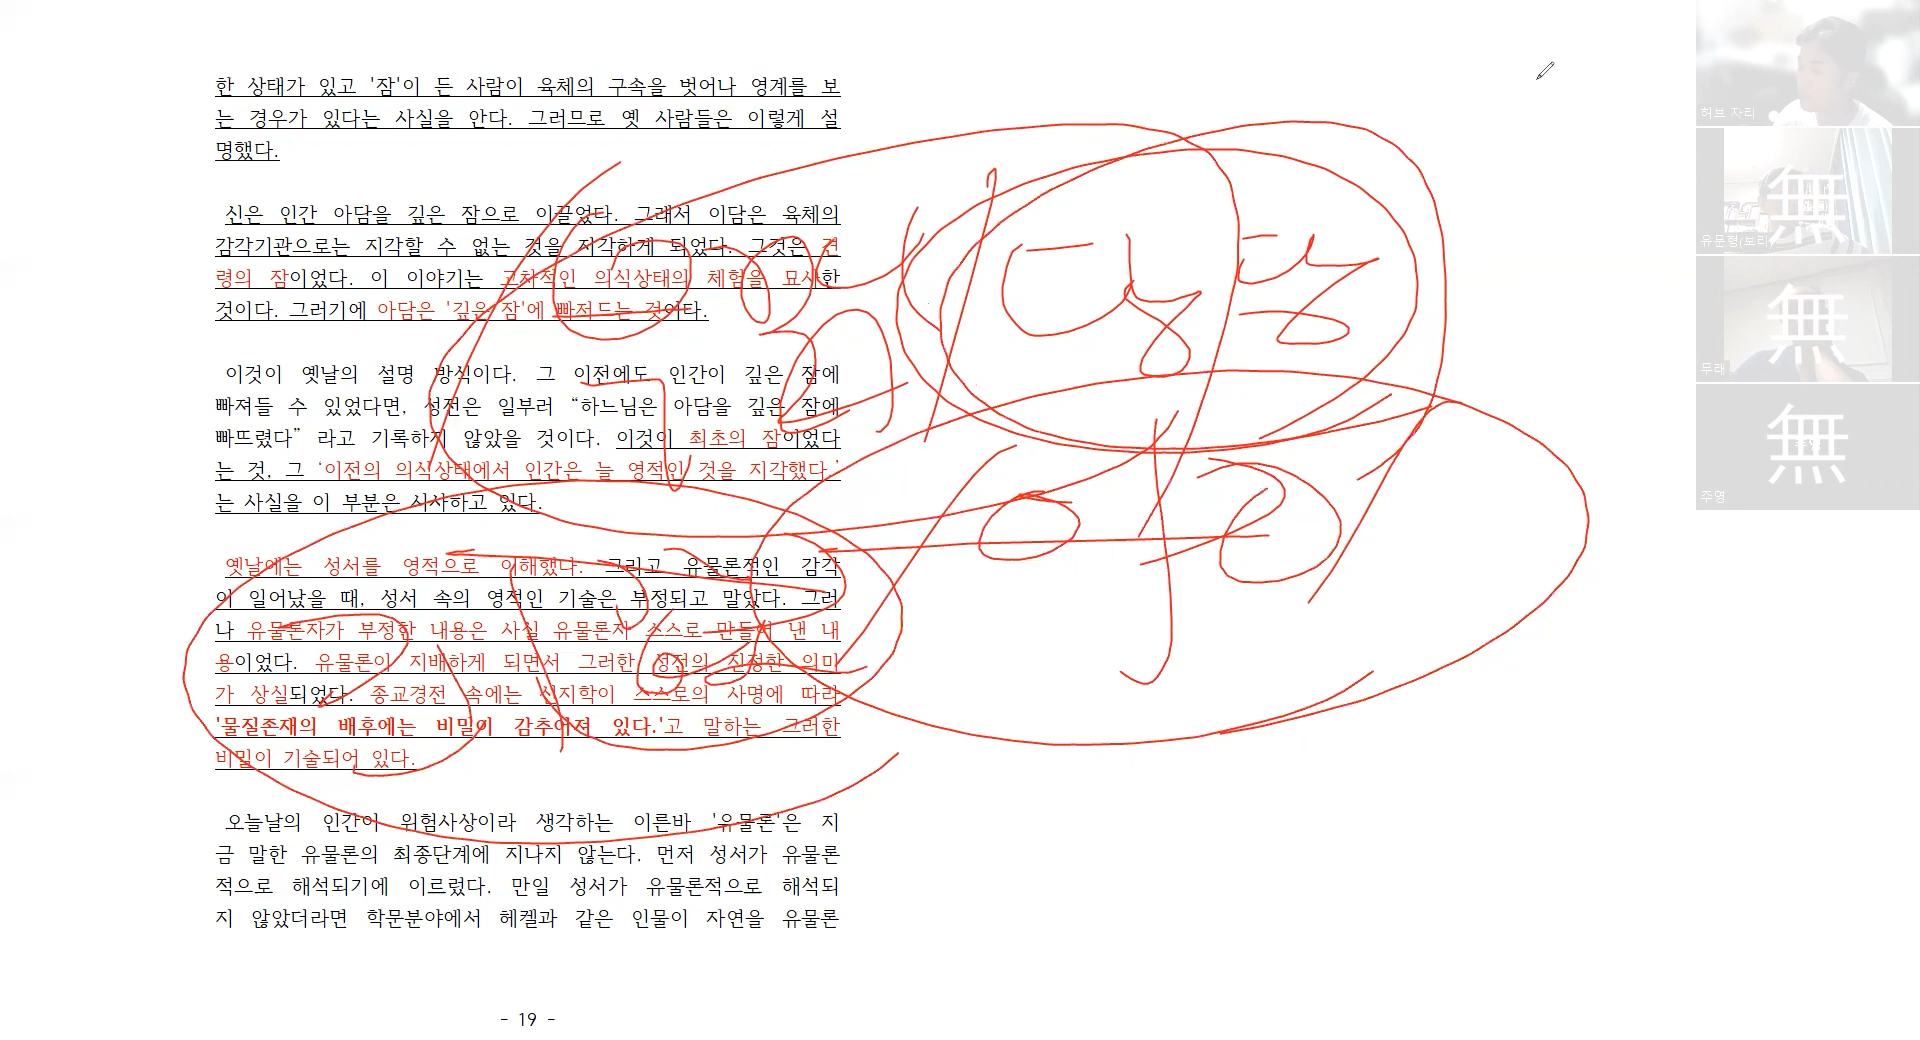 한 상태가 있고 '잠'이 든 사람이 육체의 구속을 벗어나 영계를 보
는 경우가 있다는 사실을 안다. 그러므로 옛 사람들은 이렇게 설
명했다.
신은 인간 아담을 깊은 잠으로 이끌었다. 그래서 아담은 육체의
감각기관으로는 지각할 수 없는 것을 지각하게 되었다. 그것은 견
령의 잠이었다. 이 이야기는 고차적인 의식상태의 체험을 묘사한
것이다. 그러기에 아담은 '깊은 잠'에 빠져드는 것이다.
이것이 옛날의 설명 방식이다. 그 이전에도 인간이 깊은 잠에
빠져들 수 있었다면, 성전은 일부러 “하느님은 아담을 깊은 잠에
빠뜨렸다” 라고 기록하지 않았을 것이다. 이것이 최초의 잠이었다
는 것, 그 ‘이전의 의식상태에서 인간은 늘 영적인 것을 지각했다.’
는 사실을 이 부분은 시사하고 있다.
옛날에는 성서를 영적으로 이해했다. 그리고 유물론적인 감각
이 일어났을 때, 성서 속의 영적인 기술은 부정되고 말았다. 그러
나 유물론자가 부정한 내용은 사실 유물론자 스스로 만들어 낸 내
용이었다. 유물론이 지배하게 되면서 그러한 성전의 진정한 의미
가 상실되었다. 종교경전 속에는 신지학이 스스로의 사명에 따라
'물질존재의 배후에는 비밀이 감추어져 있다.'고 말하는 그러한
비밀이 기술되어 있다.
오늘날의 인간이 위험사상이라 생각하는 이른바 '유물론'은 지
금 말한 유물론의 최종단계에 지나지 않는다. 먼저 성서가 유물론
적으로 해석되기에 이르렀다. 만일 성서가 유물론적으로 해석되
지 않았더라면 학문분야에서 헤켈과 같은 인물이 자연을 유물론
- 19 -
허브 자리
無
유문형(보리)
無
무태
無
주영